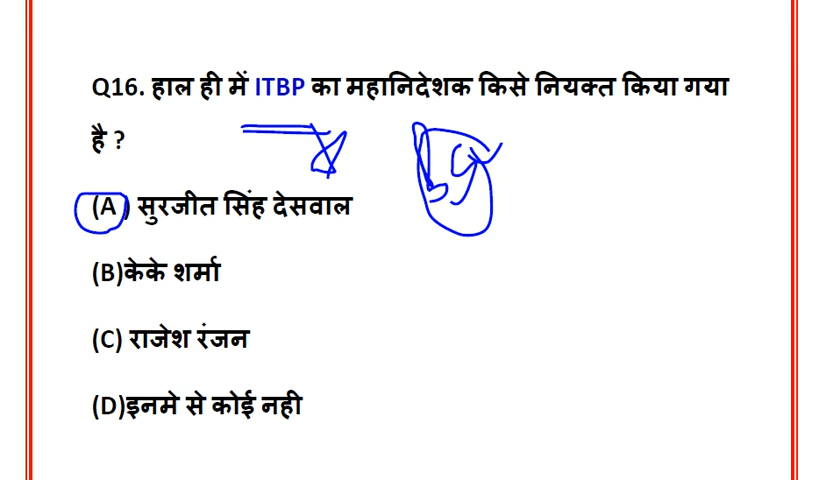 Q16. हाल ही में ITBP का महानिदेशक किसे नियक्त किया गया
है ?
(A) सुरजीत सिंह देसवाल
(B)केके शर्मा
(C) राजेश रंजन
(D)इनमे से कोई नही